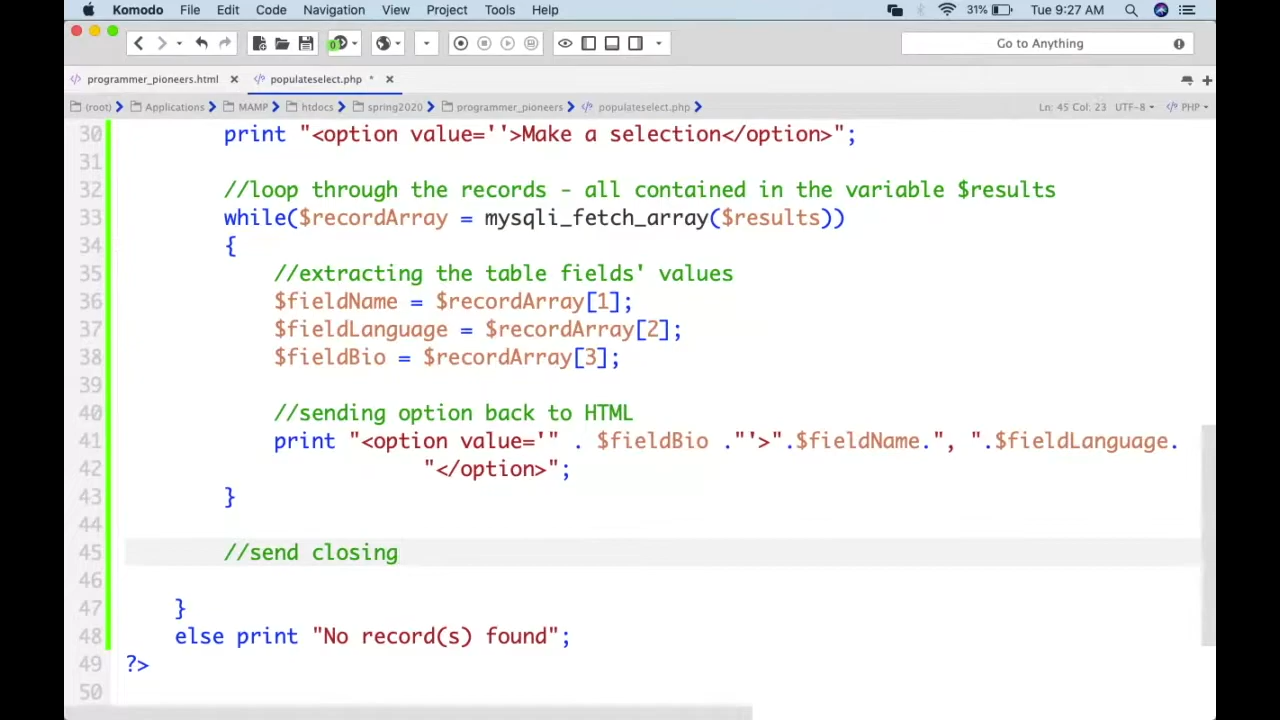 Komodo File Edit Code Navigation View Project Tools Help 31% Tue 9:27 AM
Go to Anything
programmer_pioneers.html populateselect.php *
(root) Applications MAMP htdocs spring2020 programmer_pioneers populateselect.php Ln: 45 Col: 23 UTF-8 PHP
30 print "<option value=''>Make a selection</option>";
31
32 //loop through the records - all contained in the variable $results
33 while($recordArray = mysqli_fetch_array($results))
34 {
35 //extracting the table fields' values
36 $fieldName = $recordArray[1];
37 $fieldLanguage = $recordArray[2];
38 $fieldBio = $recordArray[3];
39
40 //sending option back to HTML
41 print "<option value='" . $fieldBio ."'>".$fieldName.", ".$fieldLanguage.
42 "</option>";
43 }
44
45 //send closing
46
47 }
48 else print "No record(s) found";
49 ?>
50